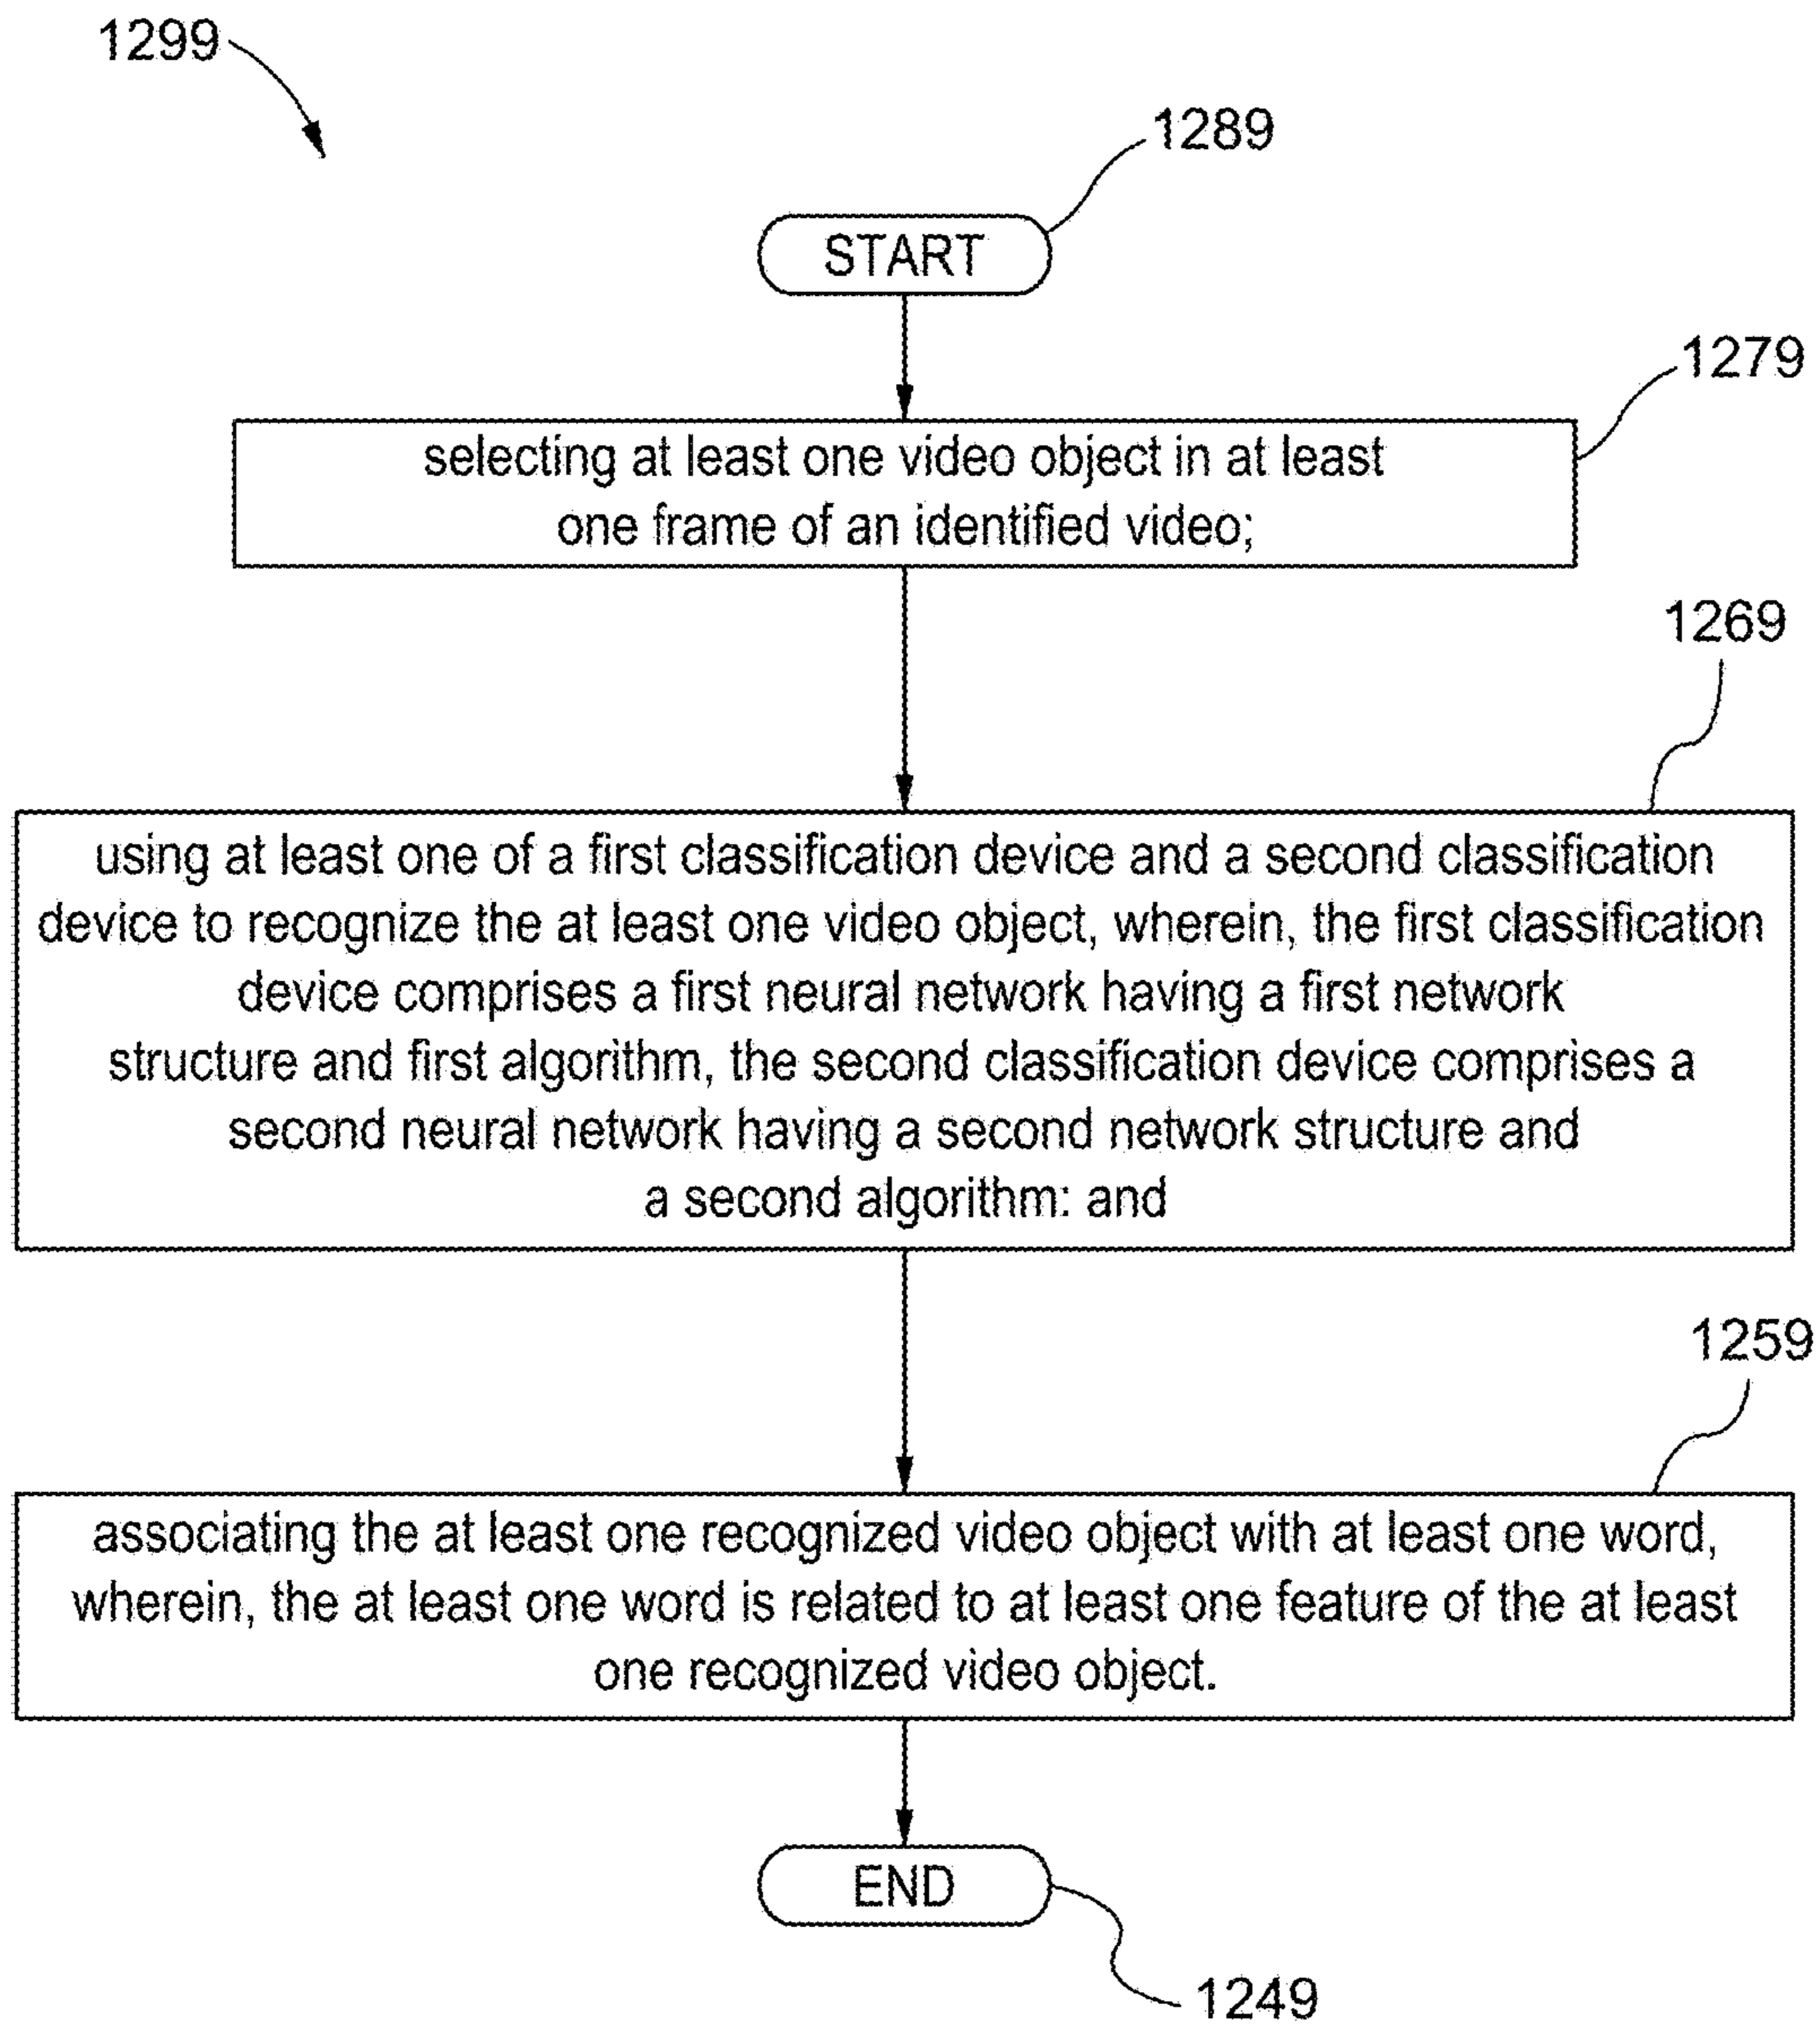 1299
1289
START
1279
selecting at least one video object in at least
one frame of an identified video;
1269
using at least one of a first classification device and a second classification
device to recognize the at least one video object, wherein, the first classification
device comprises a first neural network having a first network
structure and first algorithm, the second classification device comprises a
second neural network having a second network structure and
a second algorithm: and
1259
associating the at least one recognized video object with at least one word,
wherein, the at least one word is related to at least one feature of the at least
one recognized video object.
END
1249